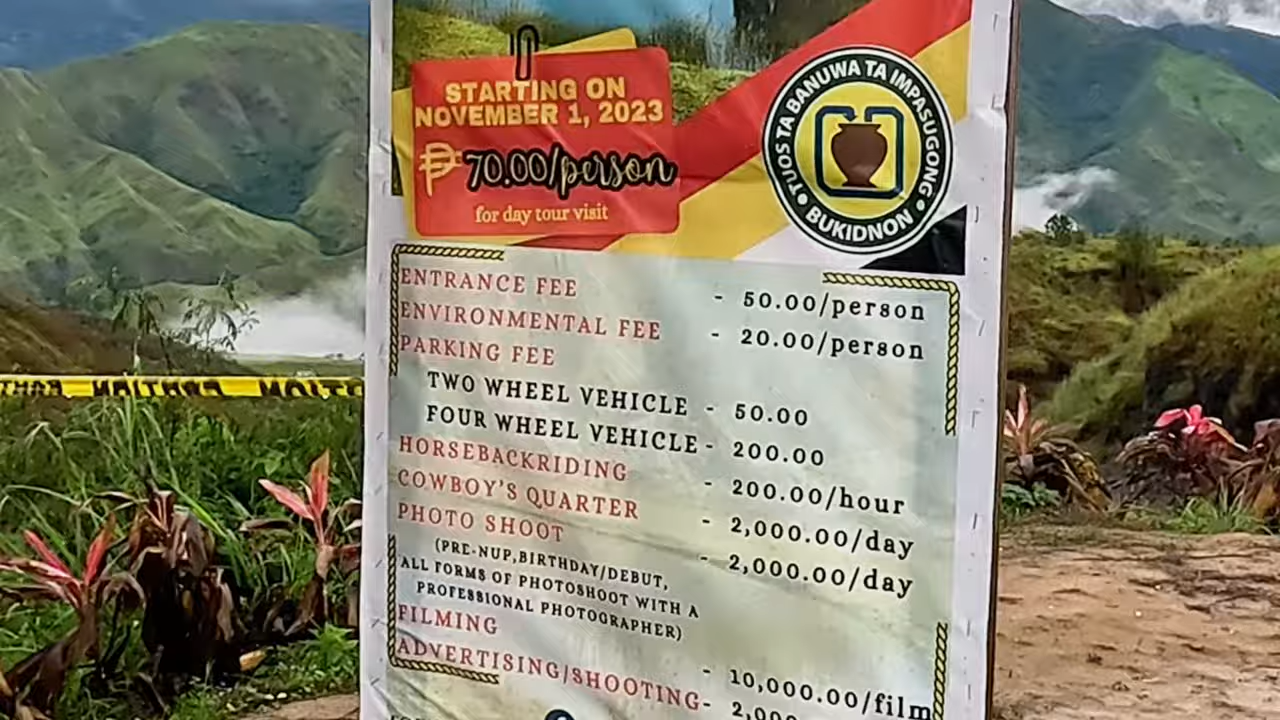 STARTING ON
NOVEMBER 1, 2023
₱70.00/person
for day tour visit
TUOS TA BANUWA TA IMPASUGONG
BUKIDNON
ENTRANCE FEE - 50.00/person
ENVIRONMENTAL FEE - 20.00/person
PARKING FEE
TWO WHEEL VEHICLE - 50.00
FOUR WHEEL VEHICLE - 200.00
HORSEBACKRIDING - 200.00/hour
COWBOY'S QUARTER - 2,000.00/day
PHOTO SHOOT - 2,000.00/day
(PRE-NUP,BIRTHDAY/DEBUT,
ALL FORMS OF PHOTOSHOOT WITH A
PROFESSIONAL PHOTOGRAPHER)
FILMING - 10,000.00/film
ADVERTISING/SHOOTING-